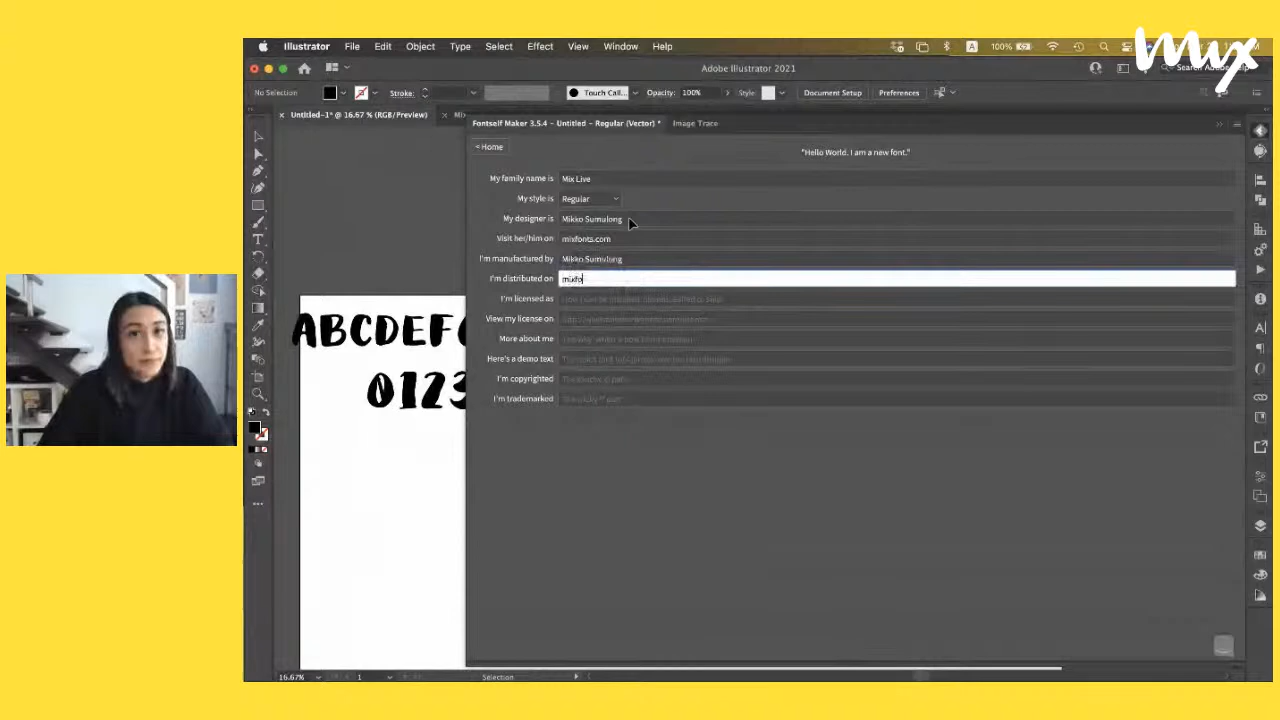 Myx
Illustrator File Edit Object Type Select Effect View Window Help
A 100%
Adobe Illustrator 2021
No Selection Stroke: Touch Call... Opacity: 100% Style: Document Setup Preferences
Untitled-1* @ 16.67 % (RGB/Preview)
Fontself Maker 3.5.4 – Untitled – Regular (Vector) * Image Trace
< Home
"Hello World. I am a new font."
My family name is Mix Live
My style is Regular
My designer is Mikko Sumulong
Visit her/him on mixfonts.com
I'm manufactured by Mikko Sumulong
I'm distributed on mixfo
I'm licensed as
View my license on
More about me
Here's a demo text
I'm copyrighted
I'm trademarked
ABCDEF
0123
16.67% 1 Selection